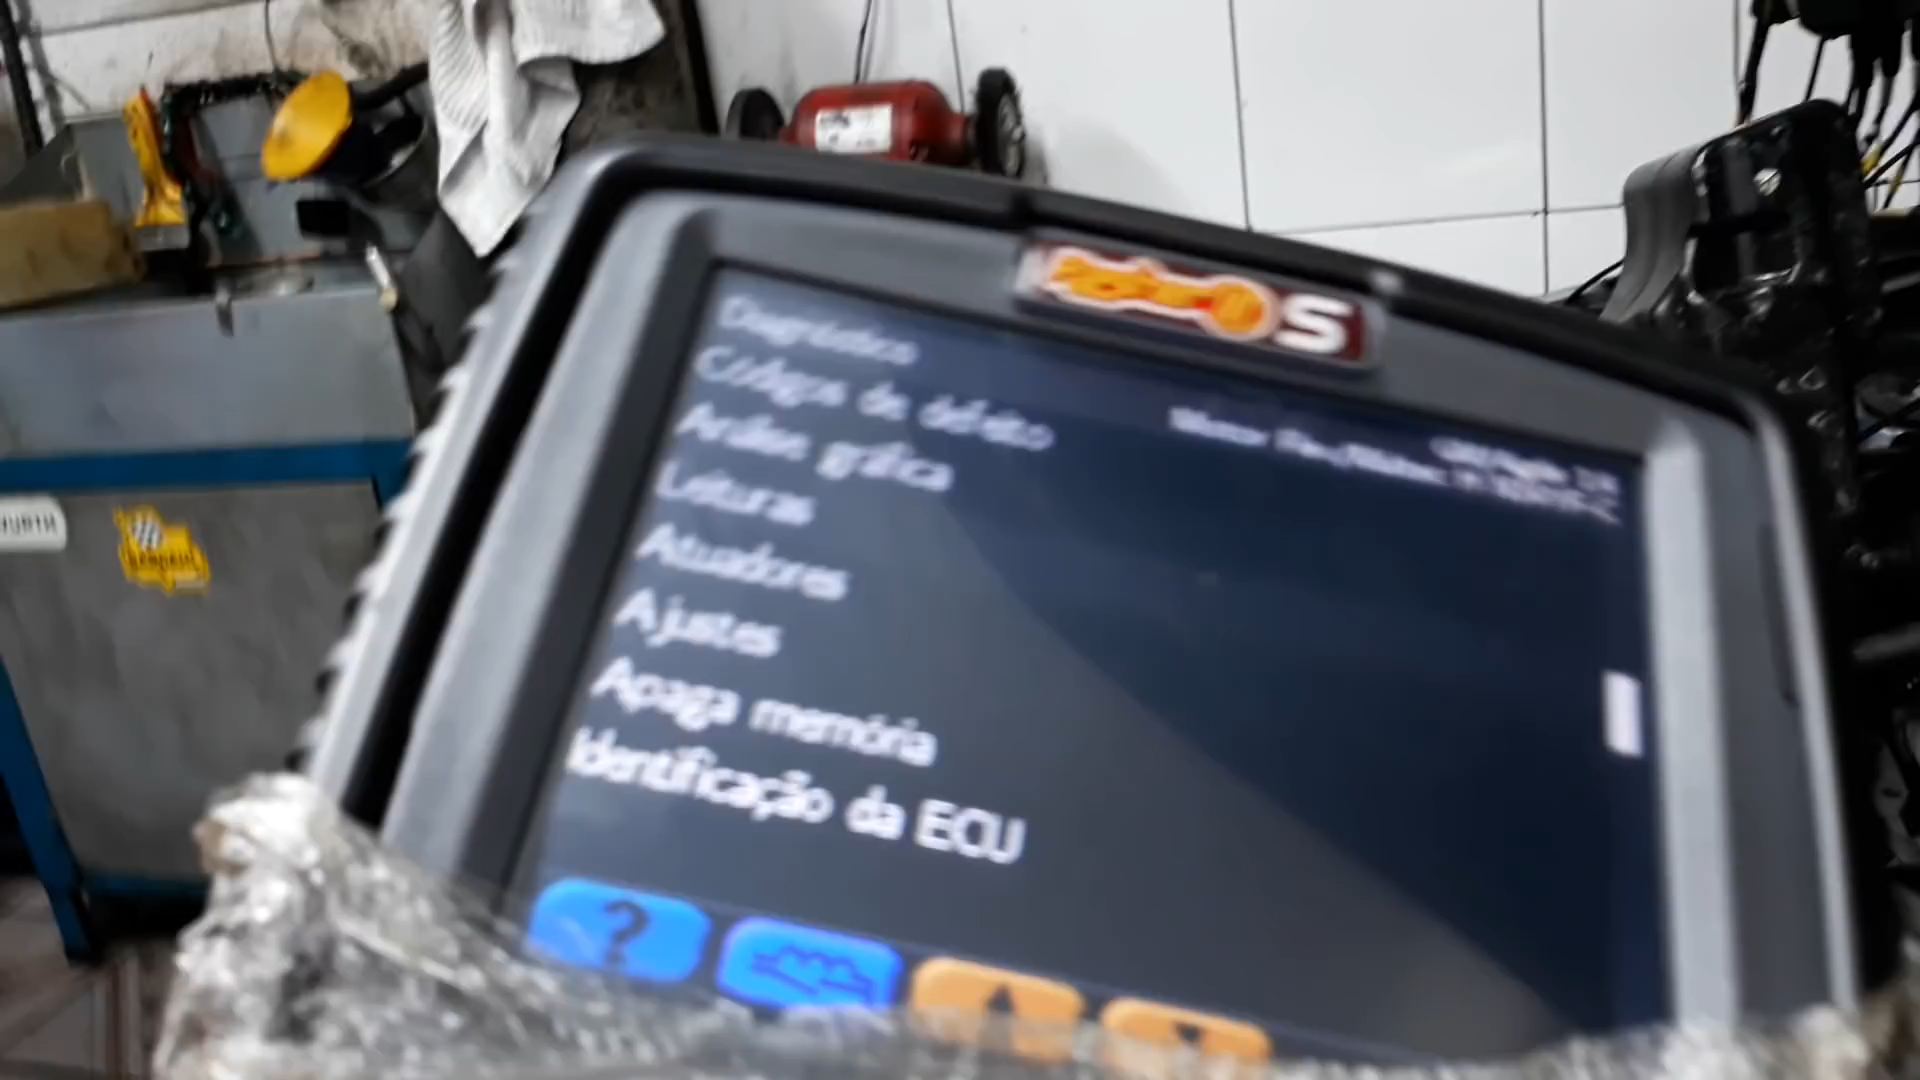 Diagnóstico
Códigos de defeito
Análise gráfica
Leituras
Atuadores
Ajustes
Apaga memória
Identificação da ECU
?
S